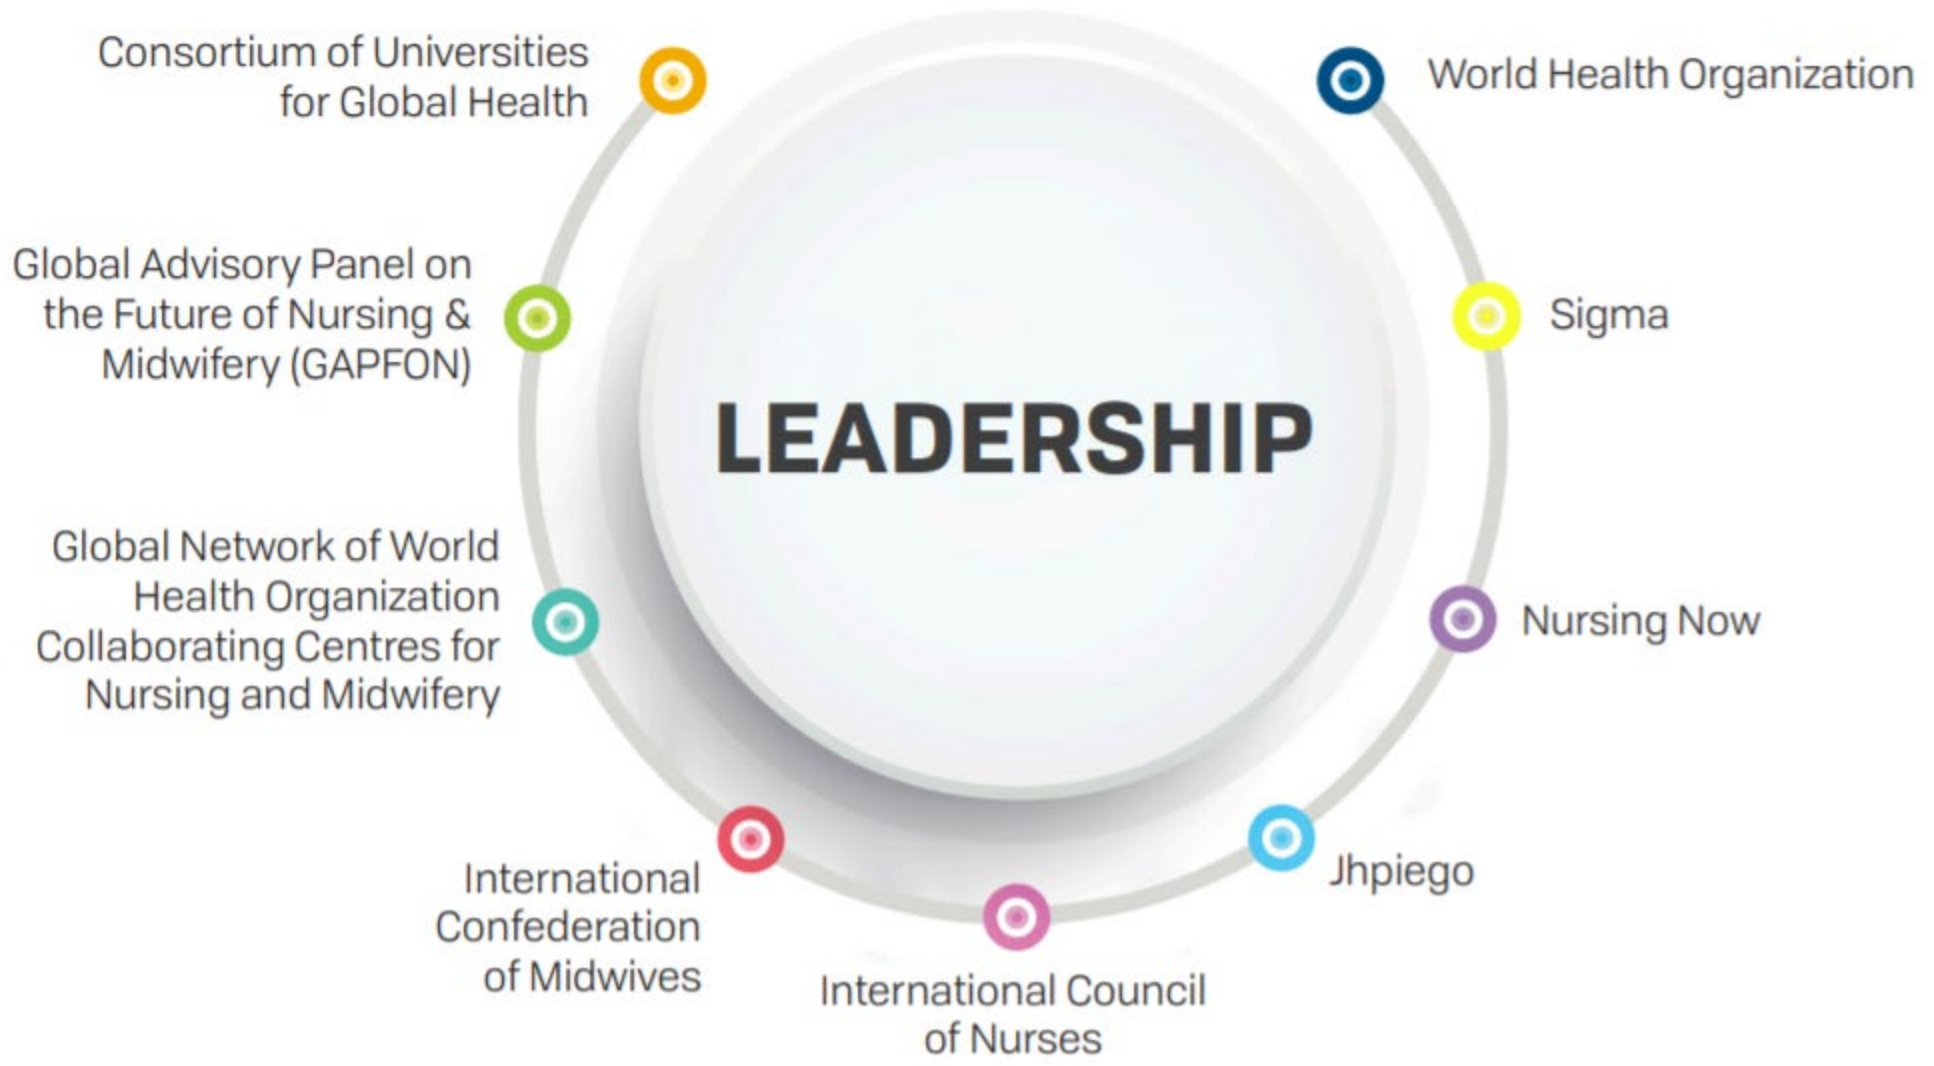 Consortium of Universities
for Global Health
Global Advisory Panel on
the Future of Nursing &
Midwifery (GAPFON)
Global Network of World
Health Organization
Collaborating Centres for
Nursing and Midwifery
International
Confederation
of Midwives
International Council
of Nurses
Jhpiego
Nursing Now
Sigma
World Health Organization
LEADERSHIP